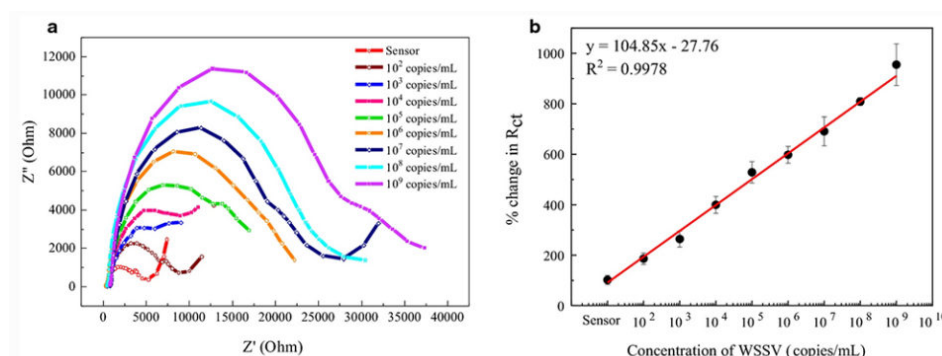 a
Z'' (Ohm)
12000
10000
8000
6000
4000
2000
0
0
5000
10000
15000
20000
25000
30000
35000
40000
Z' (Ohm)
Sensor
10² copies/mL
10³ copies/mL
10⁴ copies/mL
10⁵ copies/mL
10⁶ copies/mL
10⁷ copies/mL
10⁸ copies/mL
10⁹ copies/mL
b
y = 104.85x - 27.76
R² = 0.9978
% change in Rct
1000
800
600
400
200
0
Sensor
10²
10³
10⁴
10⁵
10⁶
10⁷
10⁸
10⁹
10¹⁰
Concentration of WSSV (copies/mL)